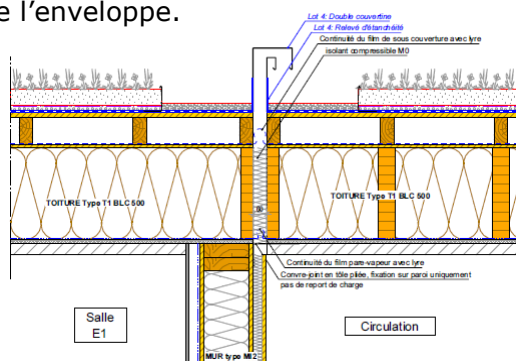 e l'enveloppe.
Lot 4: Double couvertine
Lot 4: Relevé d'étanchéité
Continuité du film de sous couverture avec lyre
isolant compressible M0
TOITURE Type T1 BLC 500
TOITURE Type T1 BLC 500
Continuité du film pare-vapeur avec lyre
Convre-joint en tôle pliée, fixation sur paroi uniquement
pas de report de charge
Salle
E1
Circulation
MUR type